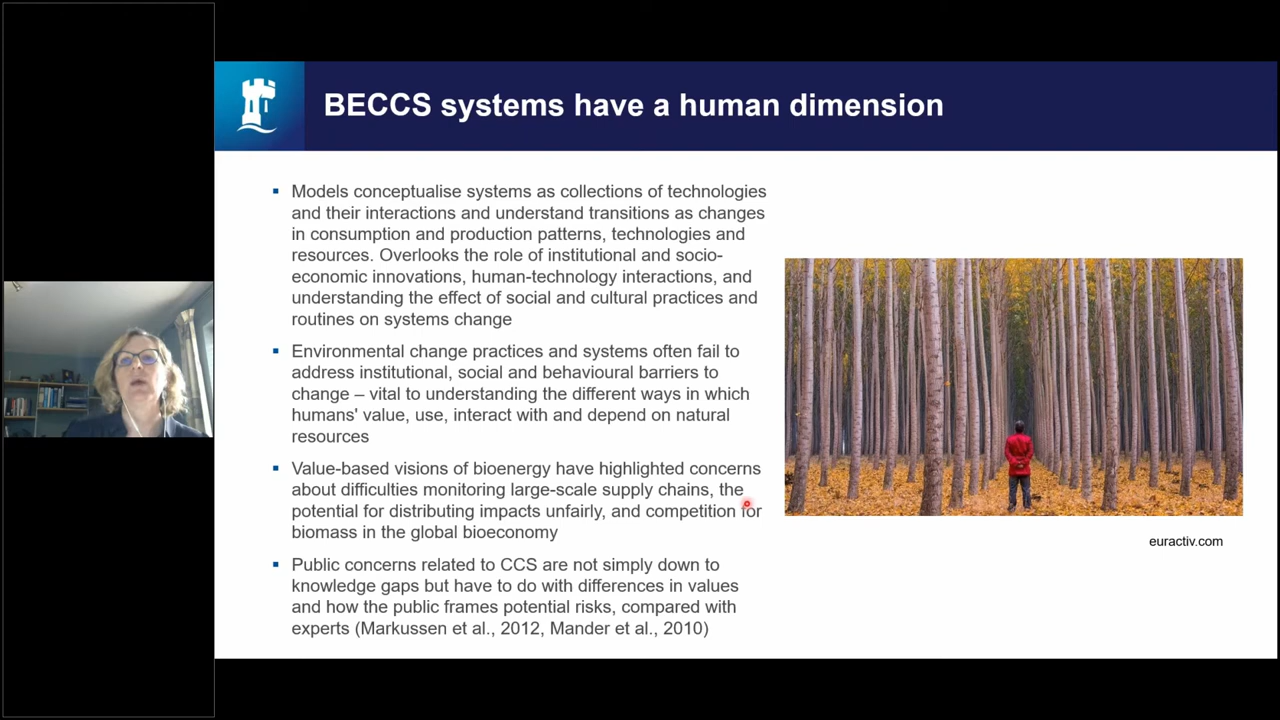 BECCS systems have a human dimension
▪ Models conceptualise systems as collections of technologies
and their interactions and understand transitions as changes
in consumption and production patterns, technologies and
resources. Overlooks the role of institutional and socio-
economic innovations, human-technology interactions, and
understanding the effect of social and cultural practices and
routines on systems change
▪ Environmental change practices and systems often fail to
address institutional, social and behavioural barriers to
change – vital to understanding the different ways in which
humans' value, use, interact with and depend on natural
resources
▪ Value-based visions of bioenergy have highlighted concerns
about difficulties monitoring large-scale supply chains, the
potential for distributing impacts unfairly, and competition for
biomass in the global bioeconomy
▪ Public concerns related to CCS are not simply down to
knowledge gaps but have to do with differences in values
and how the public frames potential risks, compared with
experts (Markussen et al., 2012, Mander et al., 2010)
euractiv.com